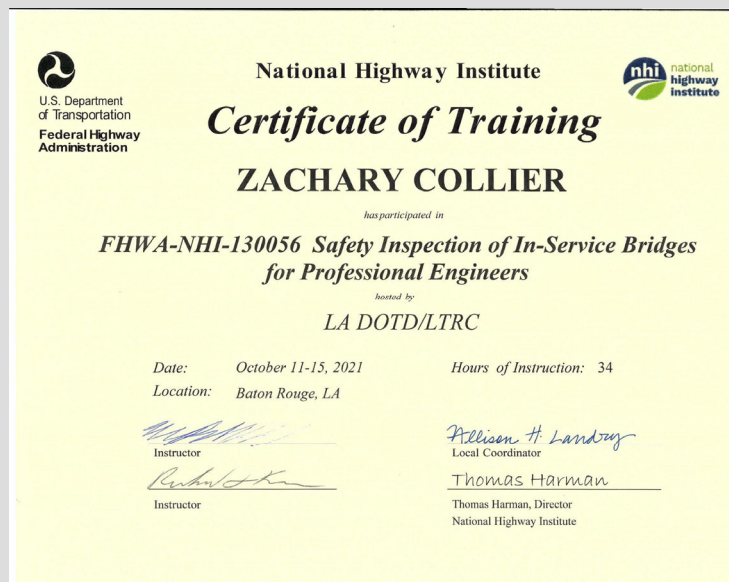 U.S. Department
of Transportation
Federal Highway
Administration
National Highway Institute
nhi national
highway
institute
Certificate of Training
ZACHARY COLLIER
has participated in
FHWA-NHI-130056 Safety Inspection of In-Service Bridges
for Professional Engineers
hosted by
LA DOTD/LTRC
Date: October 11-15, 2021
Hours of Instruction: 34
Location: Baton Rouge, LA
Instructor
Allison H. Landry
Local Coordinator
Instructor
Thomas Harman
Thomas Harman, Director
National Highway Institute